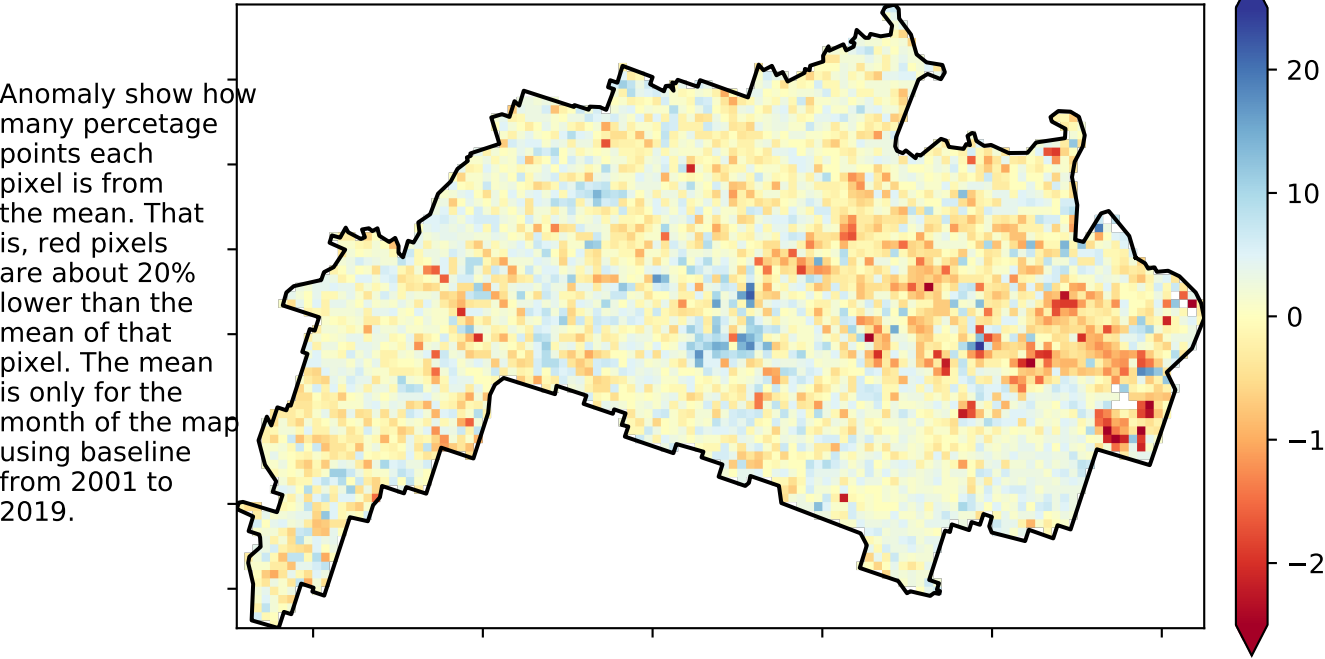 Anomaly show how
many percetage
points each
pixel is from
the mean. That
is, red pixels
are about 20%
lower than the
mean of that
pixel. The mean
is only for the
month of the map
using baseline
from 2001 to
2019.
20
10
0
−1
−2